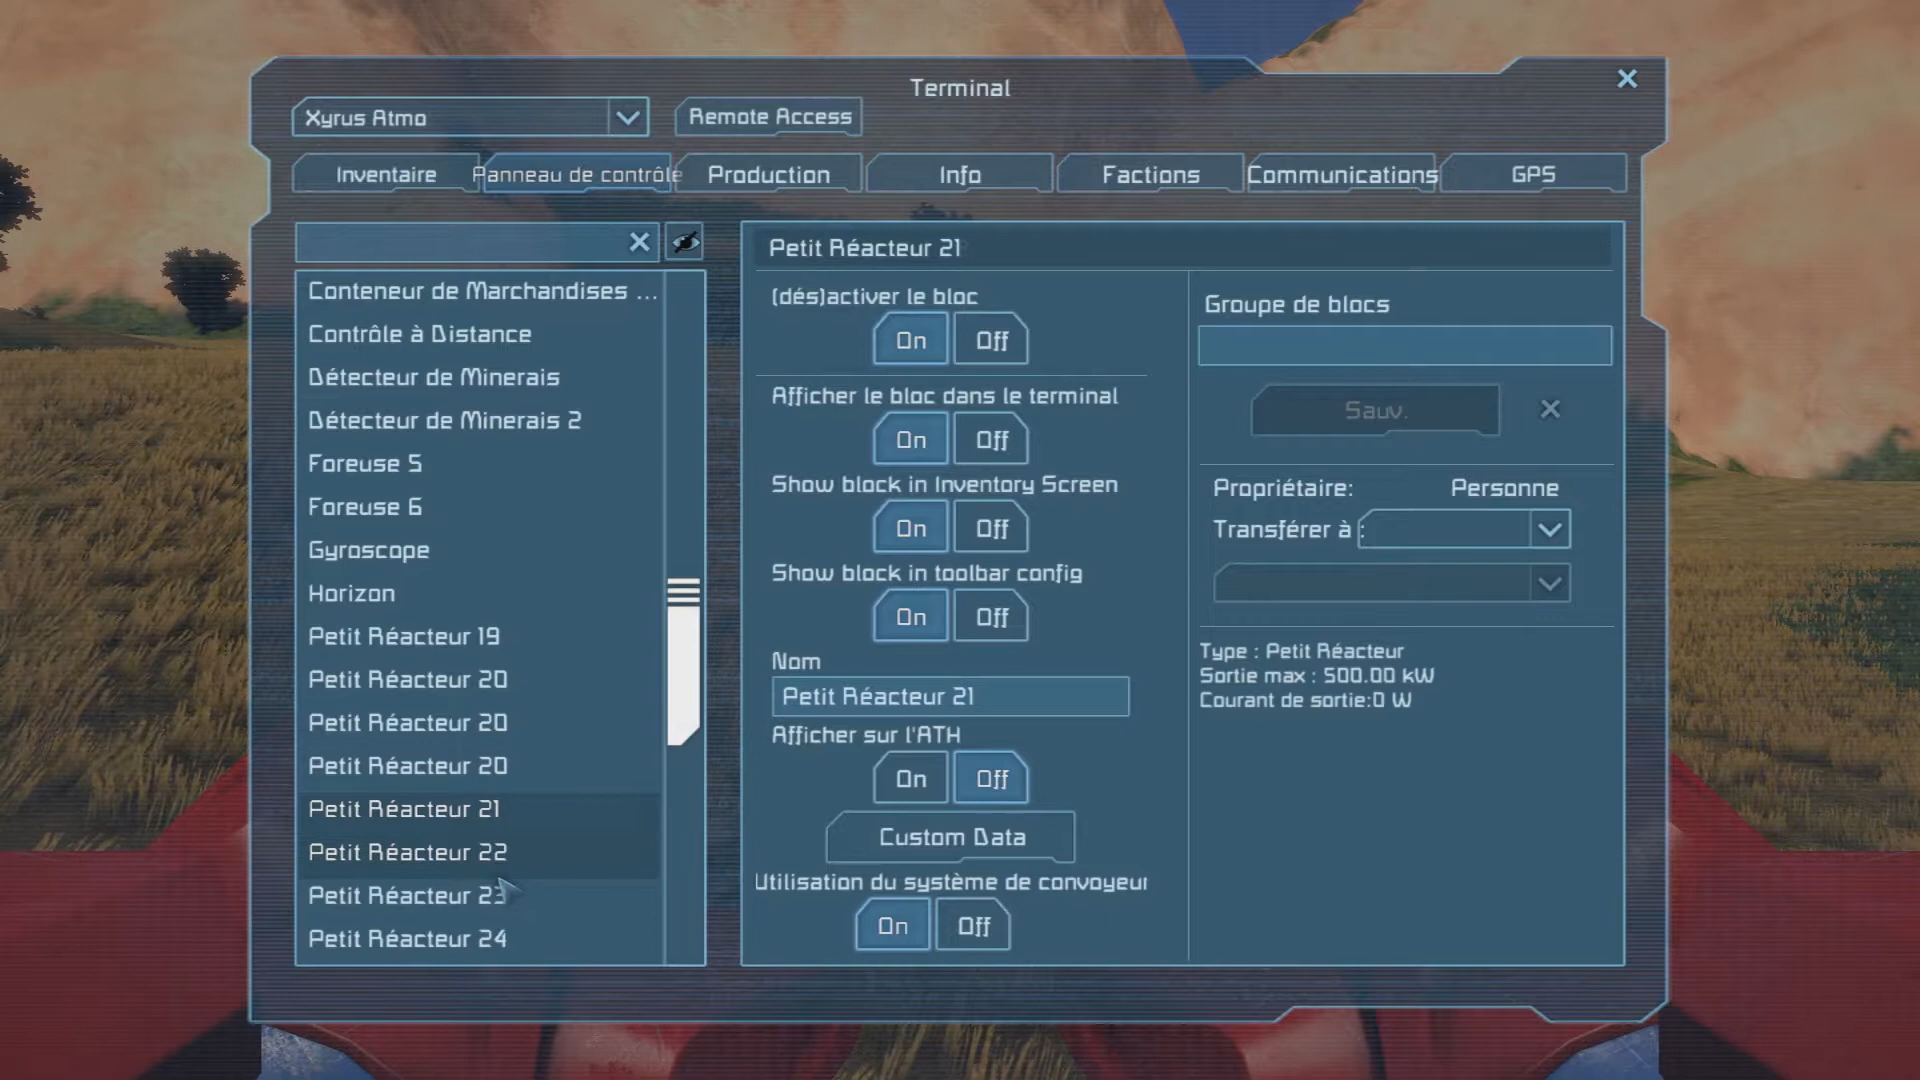 Terminal
Xyrus Atmo
Remote Access
Inventaire
Panneau de contrôle
Production
Info
Factions
Communications
GPS
Conteneur de Marchandises ...
Contrôle à Distance
Détecteur de Minerais
Détecteur de Minerais 2
Foreuse 5
Foreuse 6
Gyroscope
Horizon
Petit Réacteur 19
Petit Réacteur 20
Petit Réacteur 20
Petit Réacteur 20
Petit Réacteur 21
Petit Réacteur 22
Petit Réacteur 23
Petit Réacteur 24
Petit Réacteur 21
(dés)activer le bloc
On Off
Afficher le bloc dans le terminal
On Off
Show block in Inventory Screen
On Off
Show block in toolbar config
On Off
Nom
Petit Réacteur 21
Afficher sur l'ATH
On Off
Custom Data
Utilisation du système de convoyeur
On Off
Groupe de blocs
Sauv.
Propriétaire: Personne
Transférer à :
Type : Petit Réacteur
Sortie max : 500.00 kW
Courant de sortie:0 W